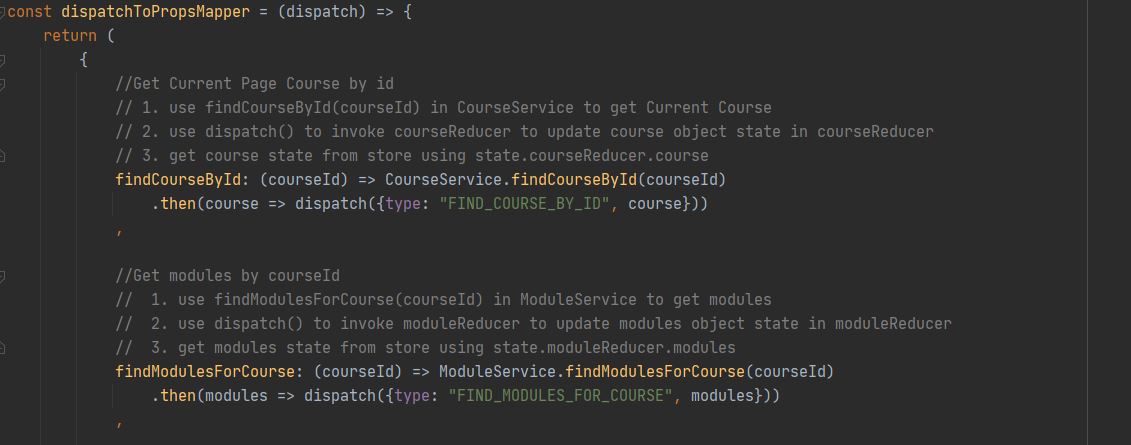 const dispatchToPropsMapper = (dispatch) => {
return (
{
//Get Current Page Course by id
// 1. use findCourseById(courseId) in CourseService to get Current Course
// 2. use dispatch() to invoke courseReducer to update course object state in courseReducer
// 3. get course state from store using state.courseReducer.course
findCourseById: (courseId) => CourseService.findCourseById(courseId)
.then(course => dispatch({type: "FIND_COURSE_BY_ID", course}))
,
//Get modules by courseId
//  1. use findModulesForCourse(courseId) in ModuleService to get modules
//  2. use dispatch() to invoke moduleReducer to update modules object state in moduleReducer
//  3. get modules state from store using state.moduleReducer.modules
findModulesForCourse: (courseId) => ModuleService.findModulesForCourse(courseId)
.then(modules => dispatch({type: "FIND_MODULES_FOR_COURSE", modules}))
,